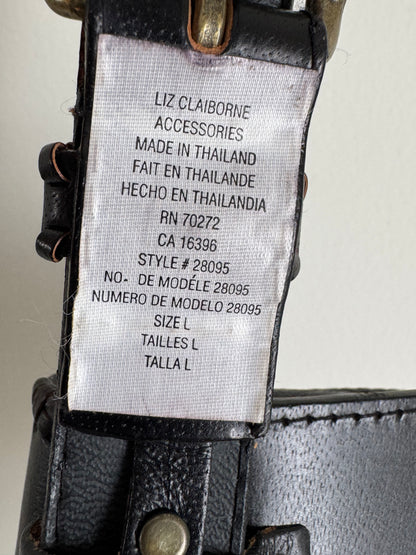 LIZ CLAIBORNE
ACCESSORIES
MADE IN THAILAND
FAIT EN THAILANDE
HECHO EN THAILANDIA
RN 70272
CA 16396
STYLE # 28095
NO- DE MODÉLE 28095
NUMERO DE MODELO 28095
SIZE L
TAILLES L
TALLA L